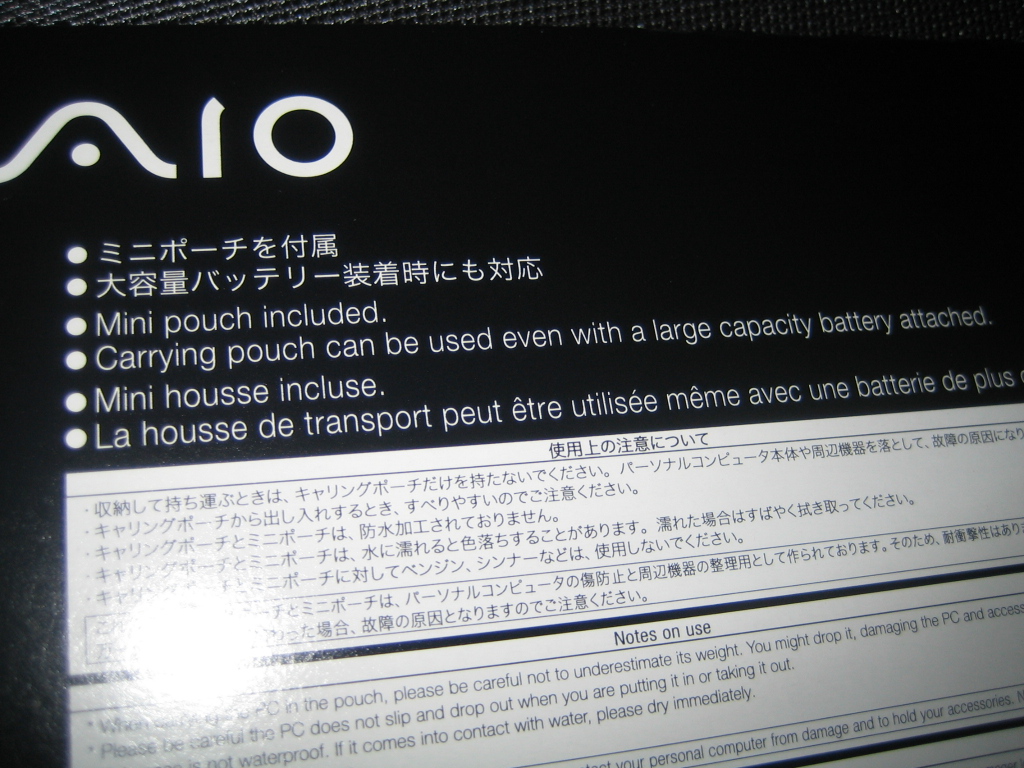 AIO
● ミニポーチを付属
● 大容量バッテリー装着時にも対応
● Mini pouch included.
● Carrying pouch can be used even with a large capacity battery attached.
● Mini housse incluse.
● La housse de transport peut être utilisée même avec une batterie de plus
使用上の注意について
・収納して持ち運ぶときは、キャリングポーチだけを持たないでください。パーソナルコンピュータ本体や周辺機器を落として、故障の原因になり
・キャリングポーチから出し入れするとき、すべりやすいのでご注意ください。
・キャリングポーチとミニポーチは、防水加工されておりません。
・キャリングポーチとミニポーチは、水に濡れると色落ちすることがあります。濡れた場合はすばやく拭き取ってください。
・キャリングポーチとミニポーチに対してベンジン、シンナーなどは、使用しないでください。
とミニポーチは、パーソナルコンピュータの傷防止と周辺機器の整理用として作られております。そのため、耐衝撃性はあり
った場合、故障の原因となりますのでご注意ください。
Notes on use
PC in the pouch, please be careful not to underestimate its weight. You might drop it, damaging the PC and
* Please be careful the PC does not slip and drop out when you are putting it in or taking it out.
is not waterproof. If it comes into contact with water, please dry immediately.
your personal computer from damage and to hold your accessories.